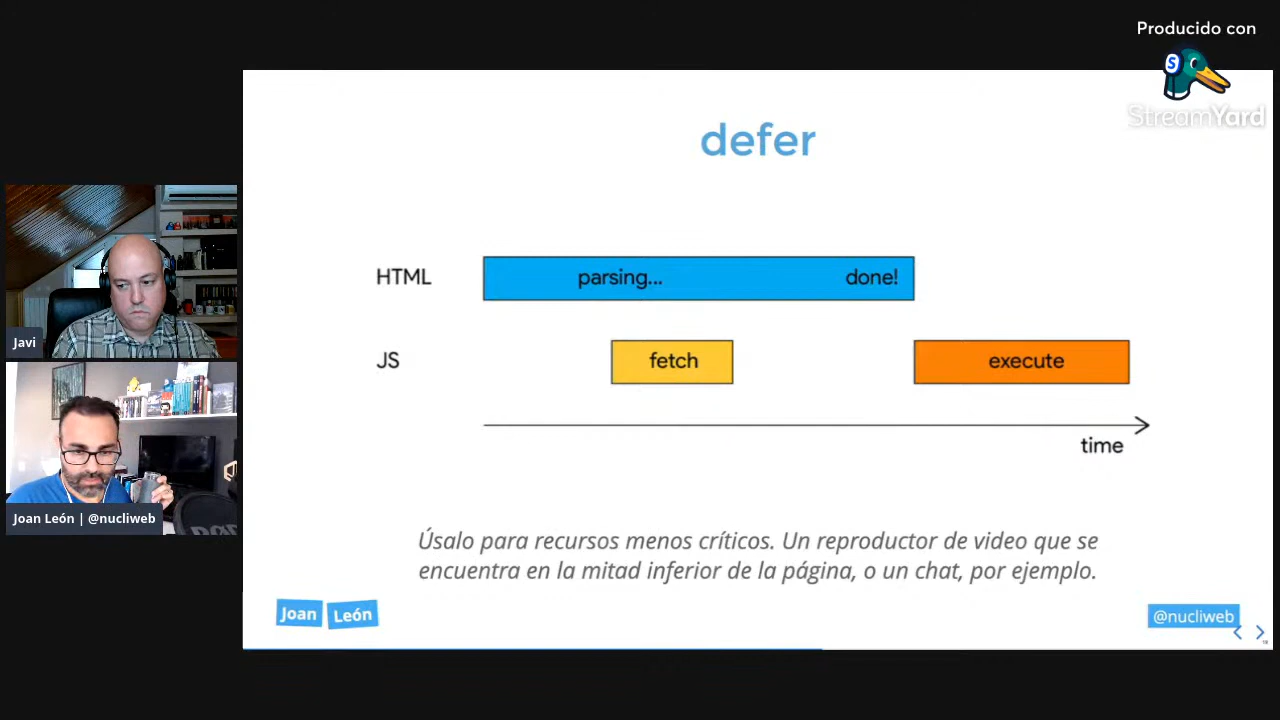 Producido con
S
StreamYard
defer
HTML
parsing...
done!
JS
fetch
execute
time
Úsalo para recursos menos críticos. Un reproductor de video que se
encuentra en la mitad inferior de la página, o un chat, por ejemplo.
Joan León
@nucliweb
Javi
Joan León | @nucliweb